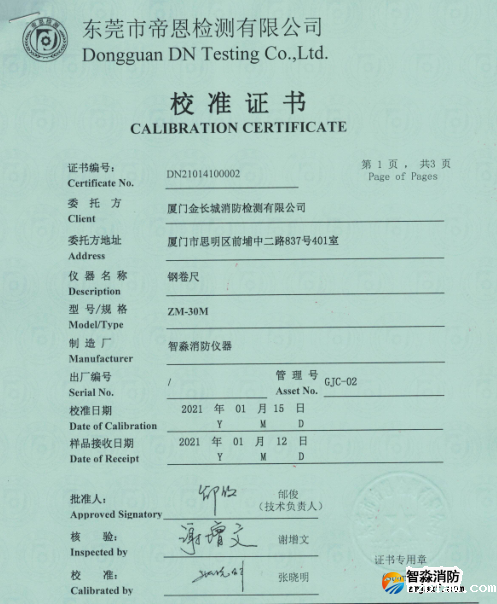 东莞市帝恩检测有限公司
Dongguan DN Testing Co.,Ltd.
校准证书
CALIBRATION CERTIFICATE
证书编号: DN21014100002 第 1 页 , 共3 页
Certificate No. Page of Pages
委托方 厦门金长城消防检测有限公司
Client
委托方地址 厦门市思明区前埔中二路837号401室
Address
仪器名称 钢卷尺
Description
型号/规格 ZM-30M
Model/Type
制造厂 智淼消防仪器
Manufacturer
出厂编号 / 管理号 GJC-02
Serial No. Asset No.
校准日期 2021 年 01 月 15 日
Date of Calibration Y M D
样品接收日期 2021 年 01 月 12 日
Date of Receipt Y M D
批准人: 邰俊 邰俊
Approved Signatory (技术负责人)
核验: 谢增文 谢增文
Inspected by
证书专用章
校准: 张晓明 张晓明
Calibrated by
智淼消防